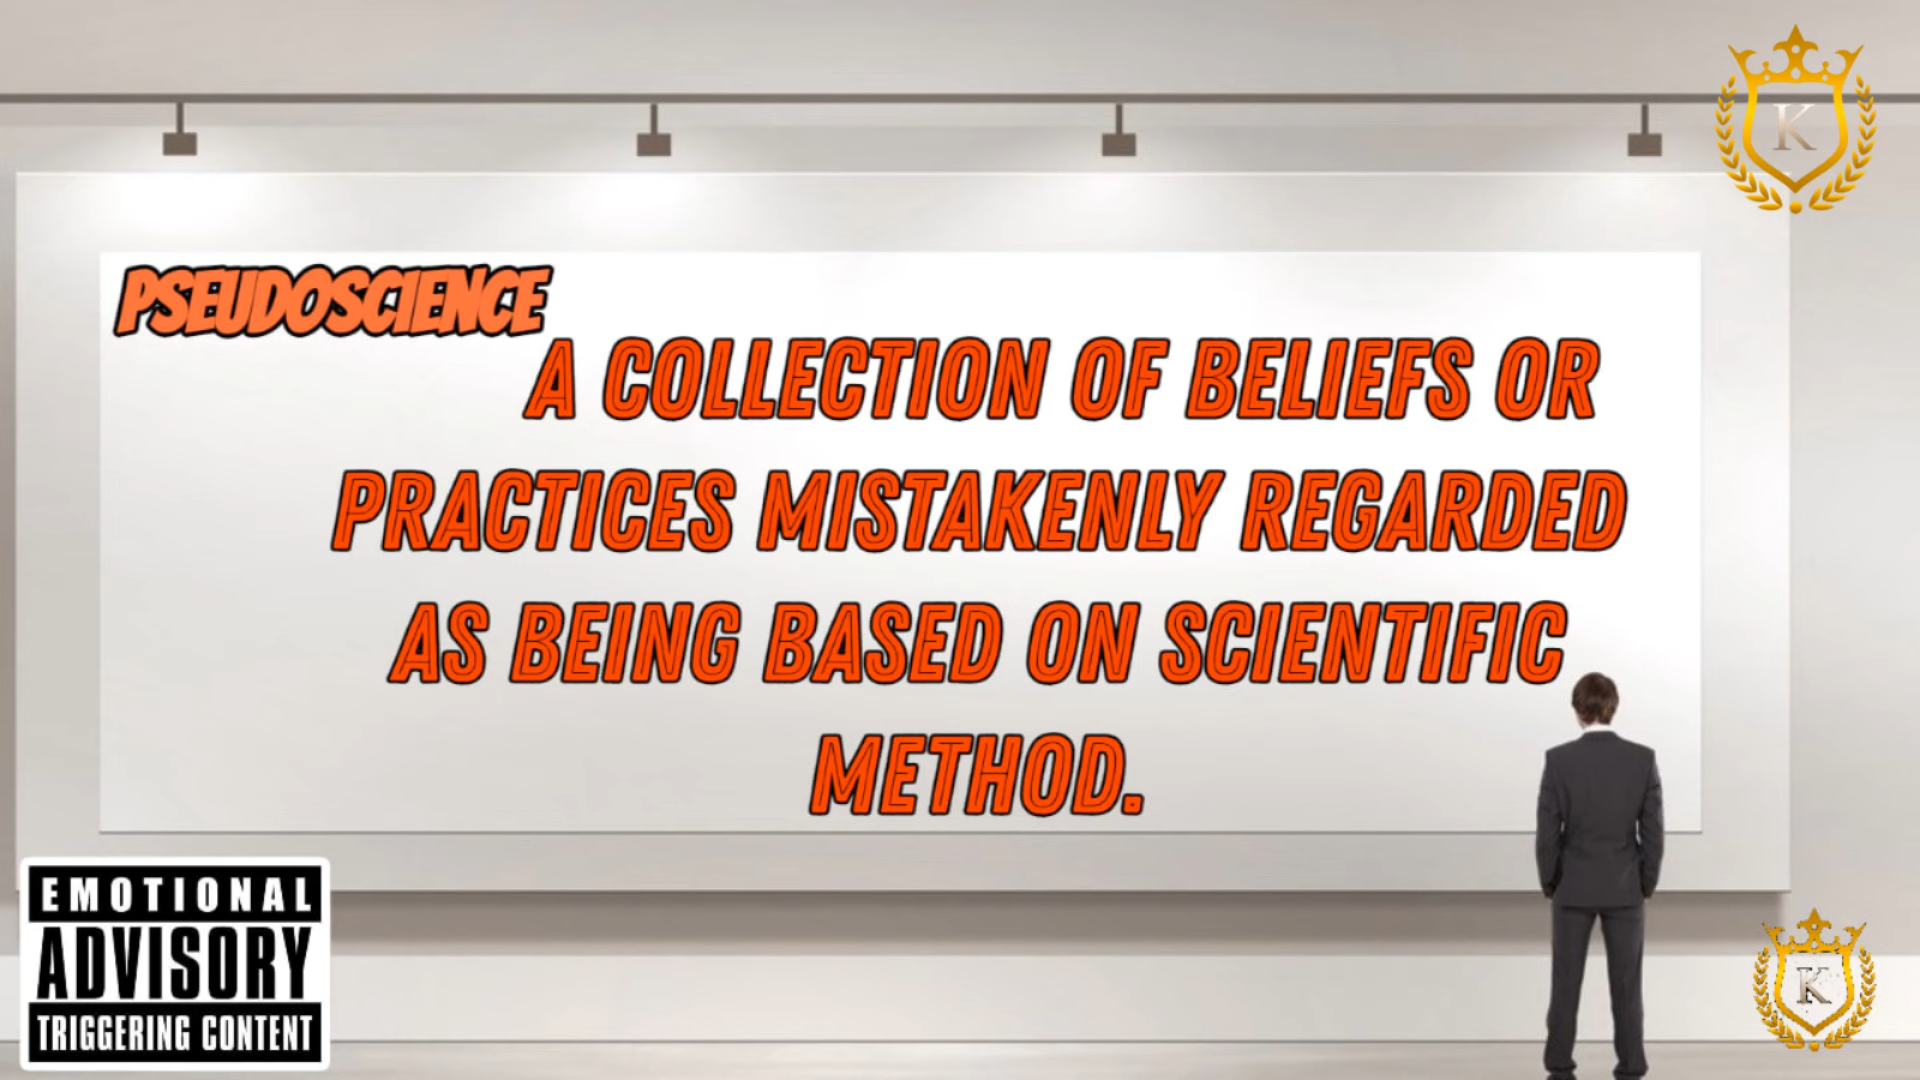 K
PSEUDOSCIENCE
A COLLECTION OF BELIEFS OR
PRACTICES MISTAKENLY REGARDED
AS BEING BASED ON SCIENTIFIC
METHOD.
EMOTIONAL
ADVISORY
TRIGGERING CONTENT
K